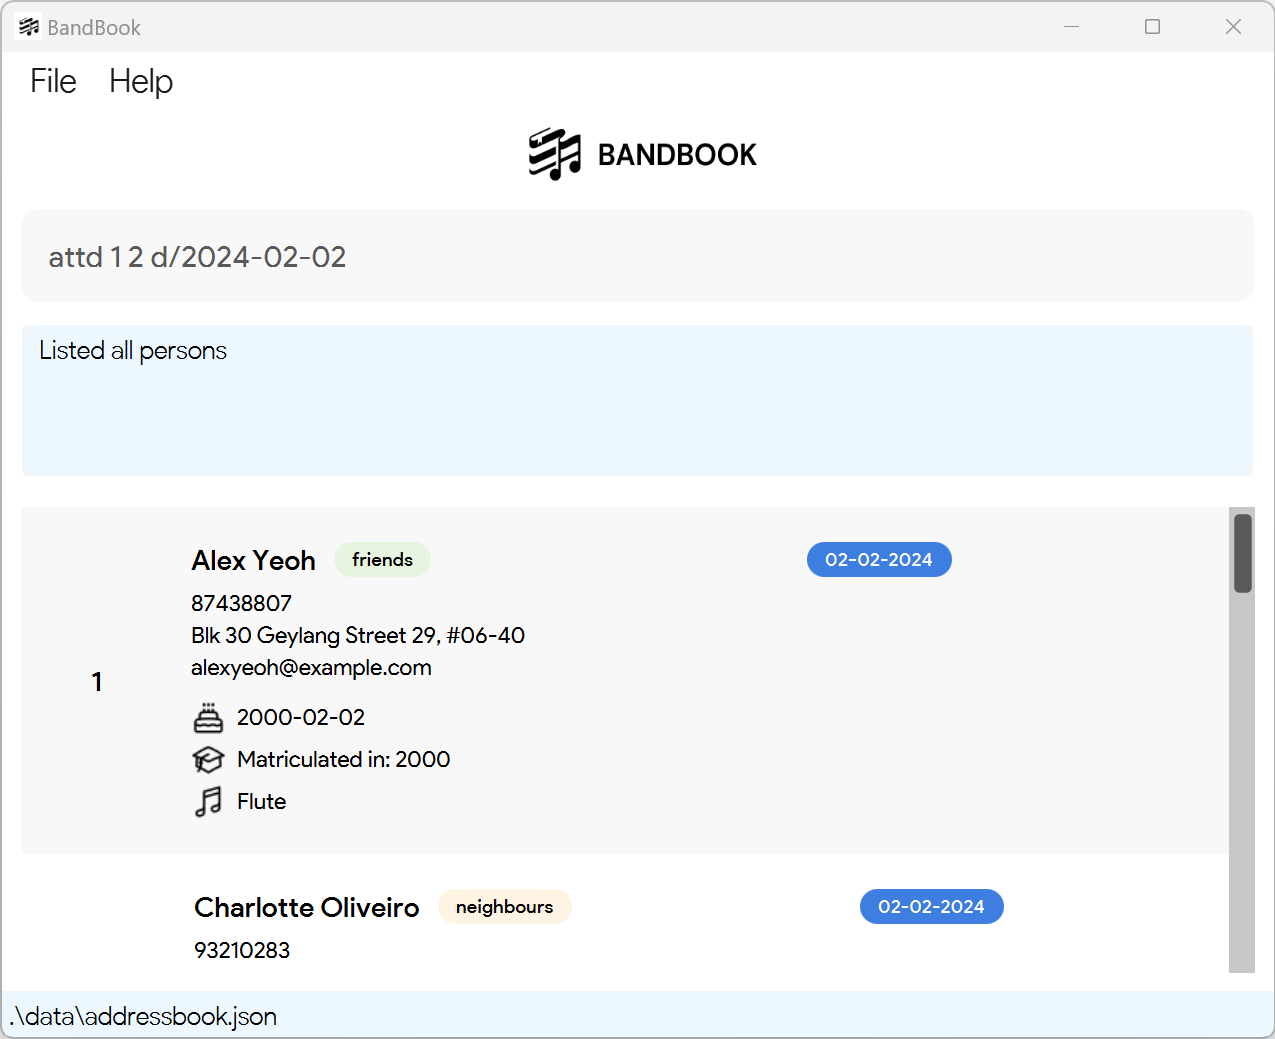 BandBook
File Help
BANDBOOK
attd 1 2 d/2024-02-02
Listed all persons
Alex Yeoh friends 02-02-2024
87438807
Blk 30 Geylang Street 29, #06-40
alexyeoh@example.com
1
2000-02-02
Matriculated in: 2000
Flute
Charlotte Oliveiro neighbours 02-02-2024
93210283
.\data\addressbook.json